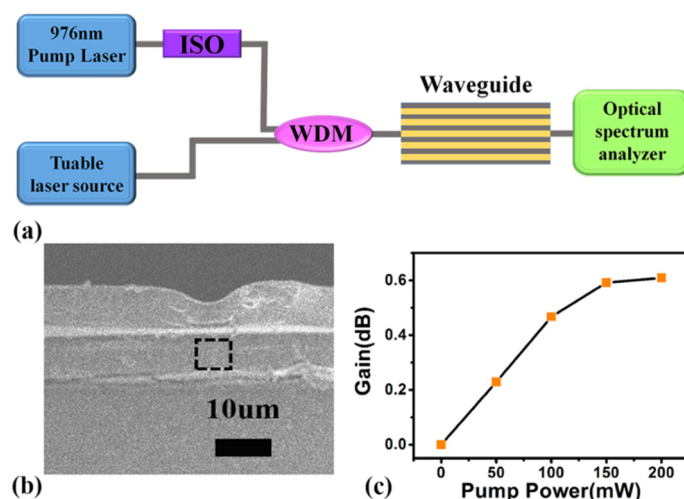 976nm
Pump Laser
ISO
Waveguide
WDM
Optical
spectrum
analyzer
Tuable
laser source
(a)
10um
(b)
Gain(dB)
0.6
0.4
0.2
0.0
0 50 100 150 200
Pump Power(mW)
(c)